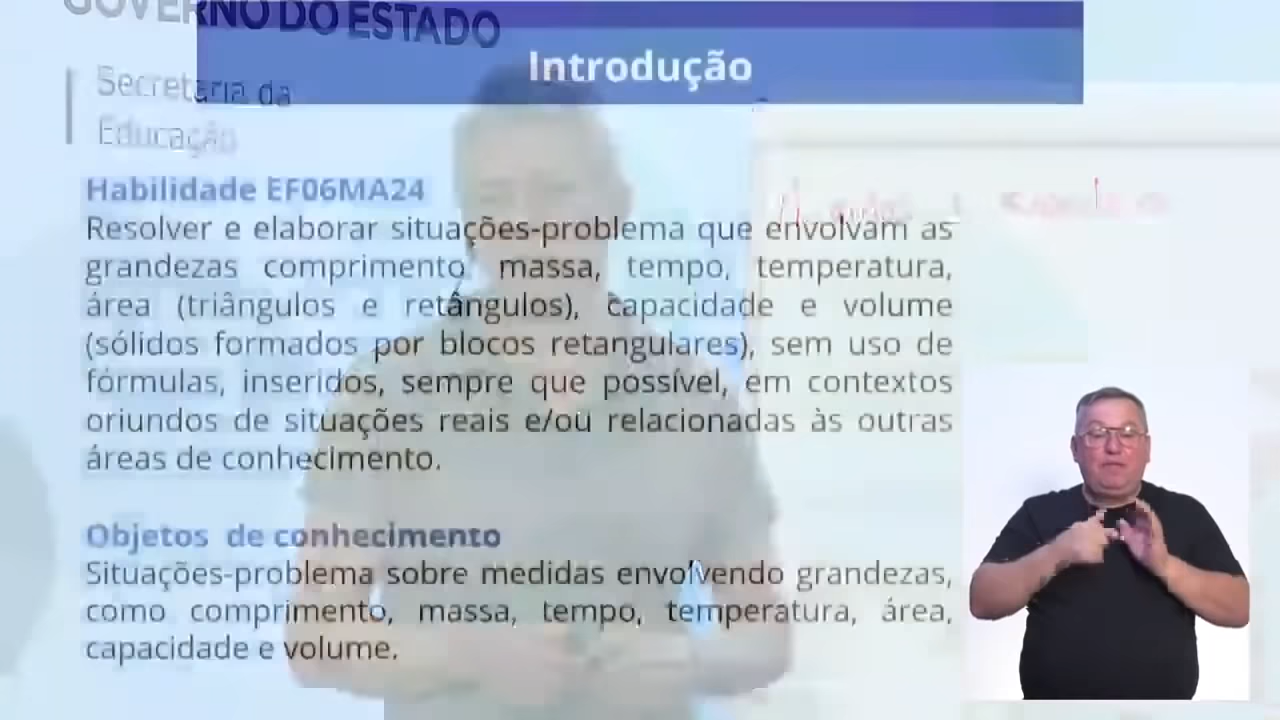 GOVERNO DO ESTADO
Secretaria da
Educação
Introdução
Habilidade EF06MA24
Resolver e elaborar situações-problema que envolvam as
grandezas comprimento, massa, tempo, temperatura,
área (triângulos e retângulos), capacidade e volume
(sólidos formados por blocos retangulares), sem uso de
fórmulas, inseridos, sempre que possível, em contextos
oriundos de situações reais e/ou relacionadas às outras
áreas de conhecimento.
Objetos de conhecimento
Situações-problema sobre medidas envolvendo grandezas,
como comprimento, massa, tempo, temperatura, área,
capacidade e volume.